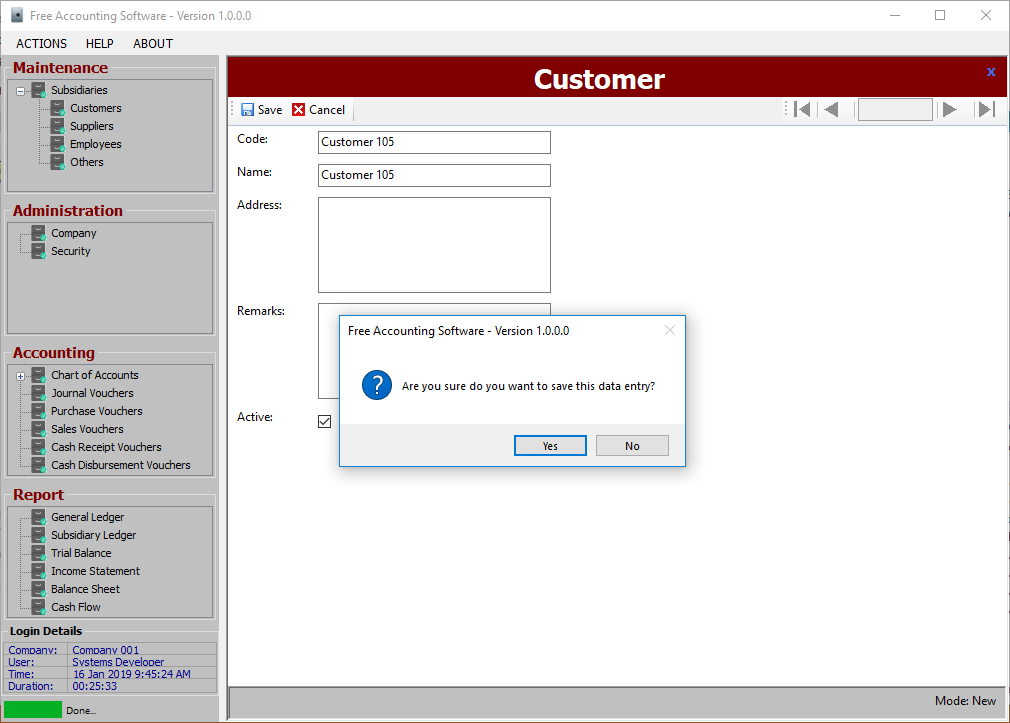 Free Accounting Software - Version 1.0.0.0
ACTIONS HELP ABOUT
Maintenance
Subsidiaries
Customers
Suppliers
Employees
Others
Administration
Company
Security
Accounting
Chart of Accounts
Journal Vouchers
Purchase Vouchers
Sales Vouchers
Cash Receipt Vouchers
Cash Disbursement Vouchers
Report
General Ledger
Subsidiary Ledger
Trial Balance
Income Statement
Balance Sheet
Cash Flow
Login Details
Company: Company 001
User: Systems Developer
Time: 16 Jan 2019 9:45:24 AM
Duration: 00:25:33
Done...
Customer x
Save Cancel
Code: Customer 105
Name: Customer 105
Address:
Remarks:
Active:
Free Accounting Software - Version 1.0.0.0
Are you sure do you want to save this data entry?
Yes No
Mode: New